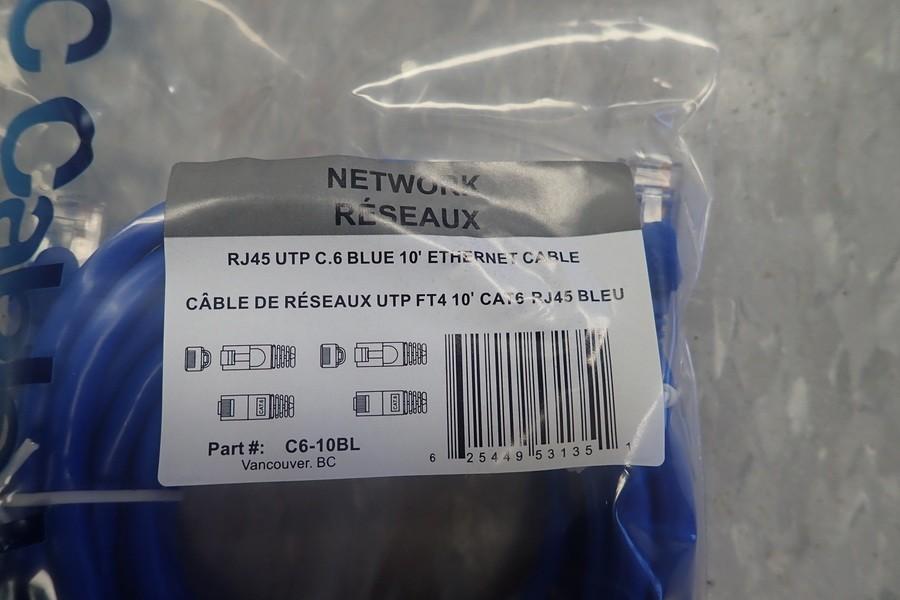 c Cable
NETWORK
RÉSEAUX
RJ45 UTP C.6 BLUE 10' ETHERNET CABLE
CÂBLE DE RÉSEAUX UTP FT4 10' CAT6 RJ45 BLEU
Part #: C6-10BL
Vancouver. BC
6 25449 53135 1